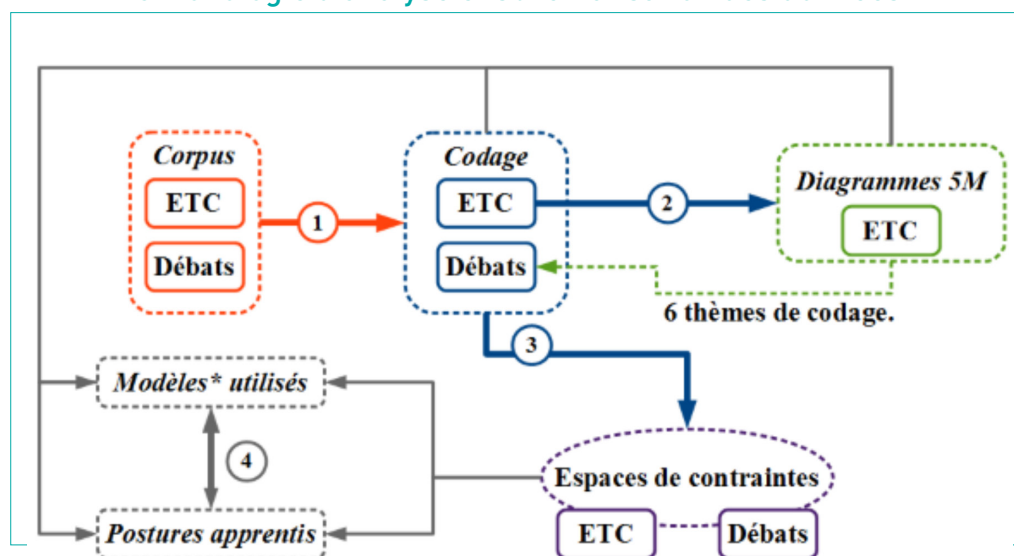 Corpus
ETC
Débats
1
Codage
ETC
Débats
2
Diagrammes 5M
ETC
6 thèmes de codage.
3
Modèles* utilisés
4
Postures apprentis
Espaces de contraintes
ETC
Débats